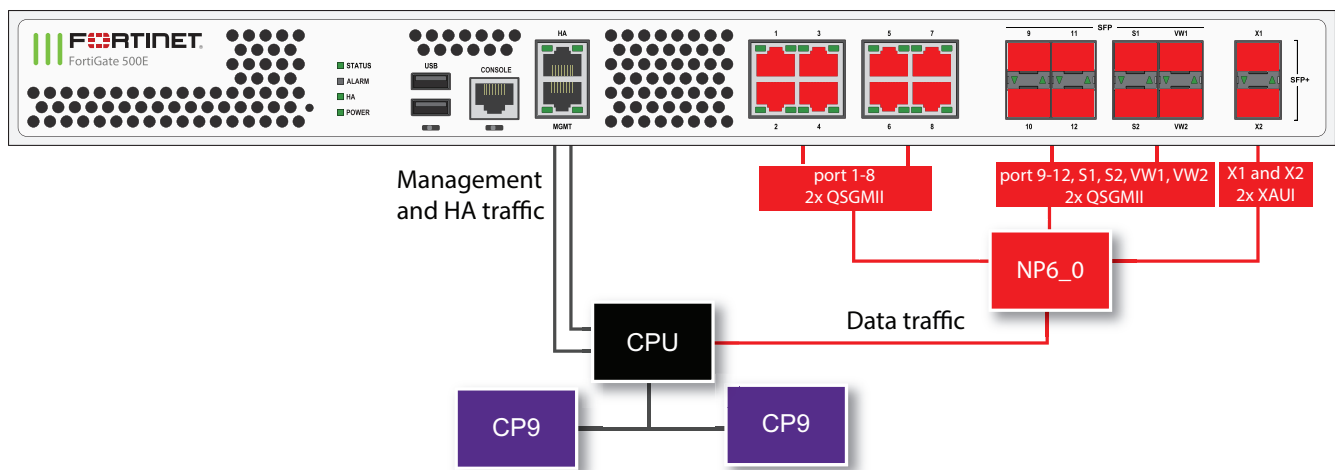 FORTINET
FortiGate 500E
STATUS
ALARM
HA
POWER
USB
CONSOLE
HA
MGMT
1 3
2 4
5 7
6 8
SFP
9 11 S1 VW1
10 12 S2 VW2
X1
X2
SFP+
Management
and HA traffic
port 1-8
2x QSGMII
port 9-12, S1, S2, VW1, VW2
2x QSGMII
X1 and X2
2x XAUI
NP6_0
Data traffic
CPU
CP9
CP9